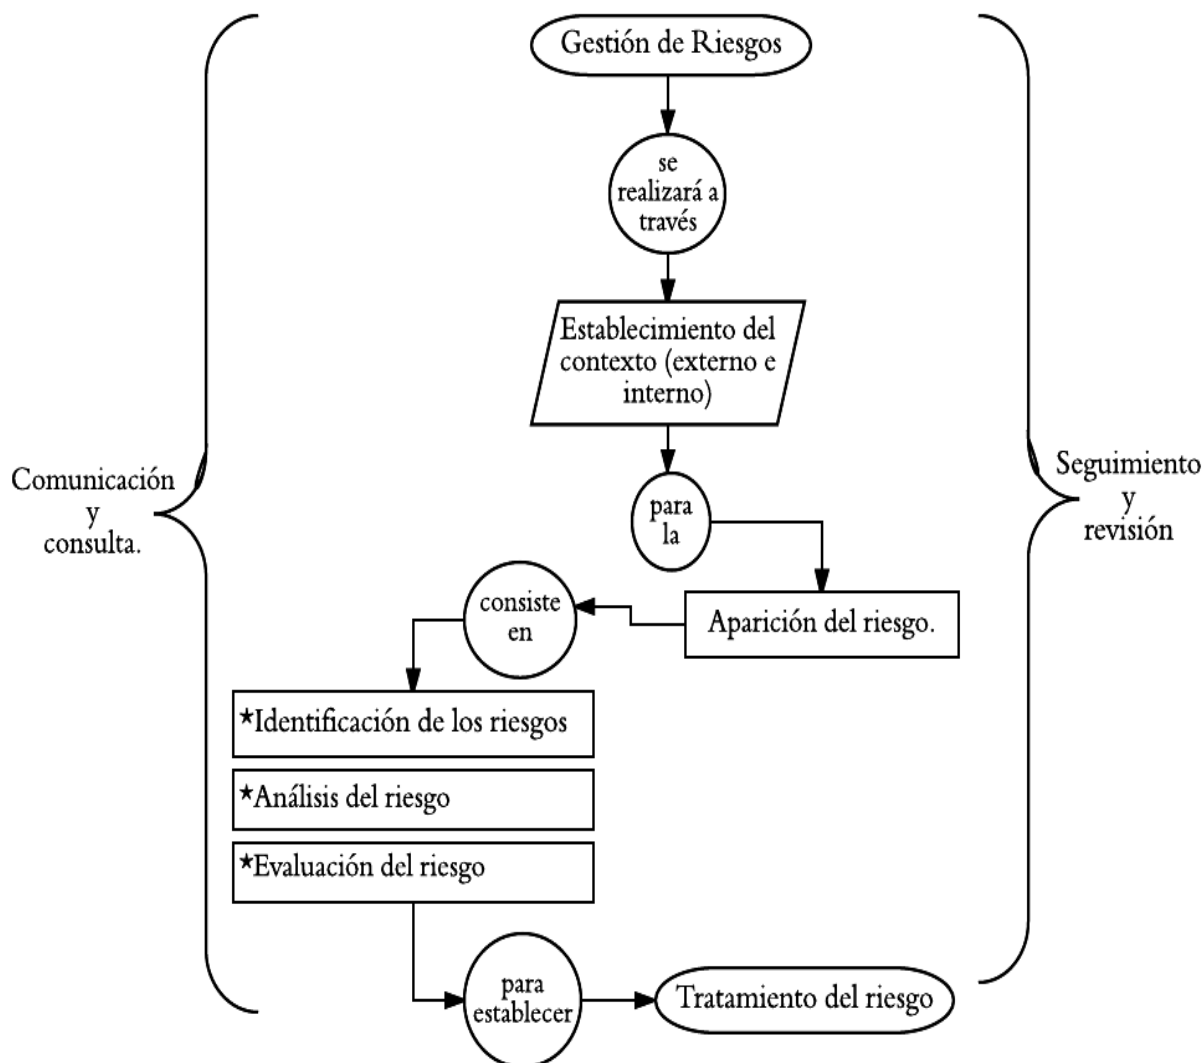 Gestión de Riesgos
se
realizará a
través
Establecimiento del
contexto (externo e
interno)
para
la
Aparición del riesgo.
consiste
en
*Identificación de los riesgos
*Análisis del riesgo
*Evaluación del riesgo
para
establecer
Tratamiento del riesgo
Comunicación
y
consulta.
Seguimiento
y
revisión